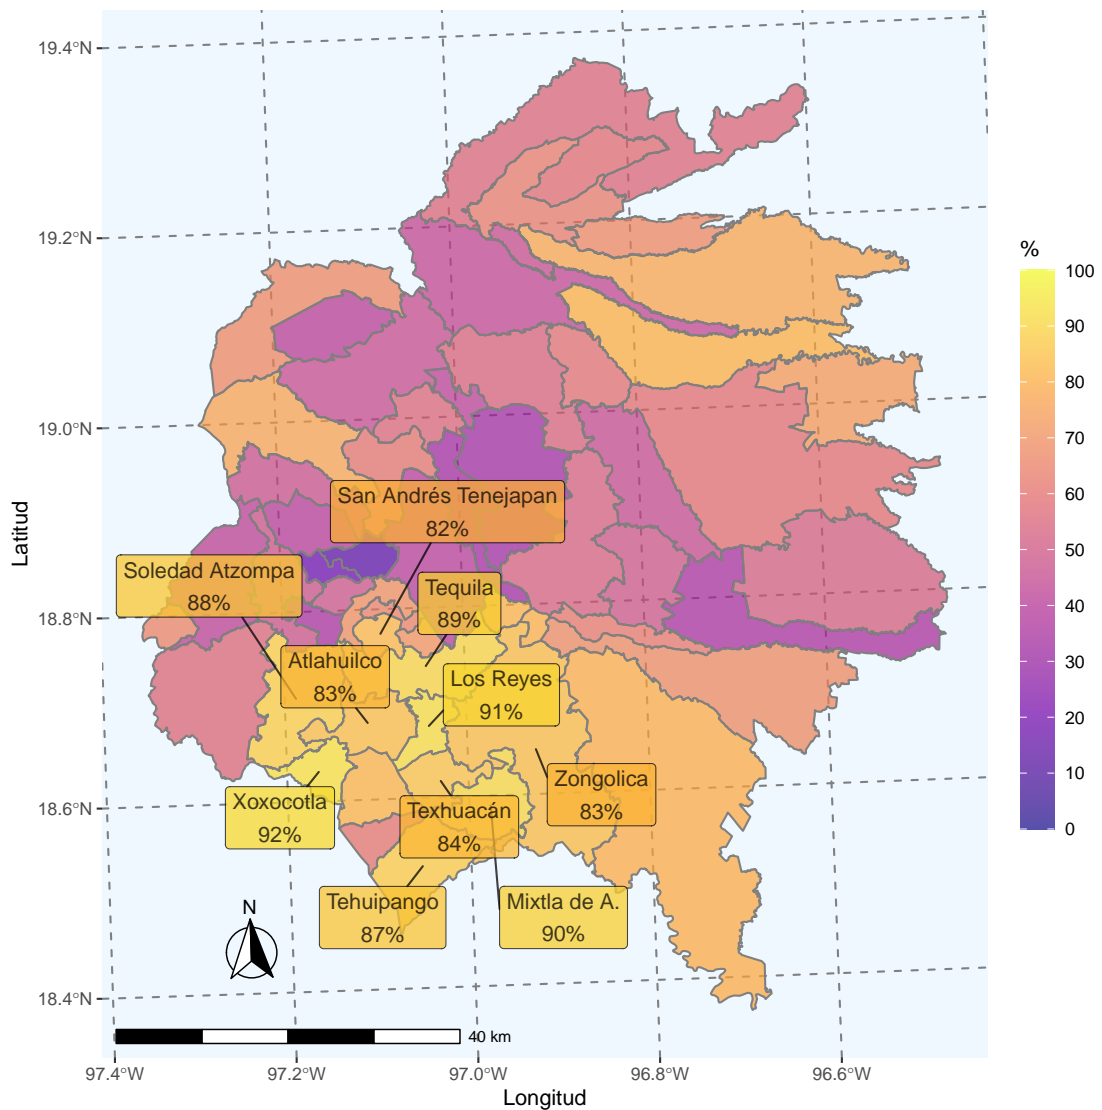 19.4°N
19.2°N
19.0°N
18.8°N
18.6°N
18.4°N
Latitud
San Andrés Tenejapan
82%
Soledad Atzompa
88%
Tequila
89%
Atlahuilco
83%
Los Reyes
91%
Zongolica
83%
Xoxocotla
92%
Texhuacán
84%
Tehuipango
87%
Mixtla de A.
90%
N
40 km
97.4°W
97.2°W
97.0°W
96.8°W
96.6°W
Longitud
%
100
90
80
70
60
50
40
30
20
10
0